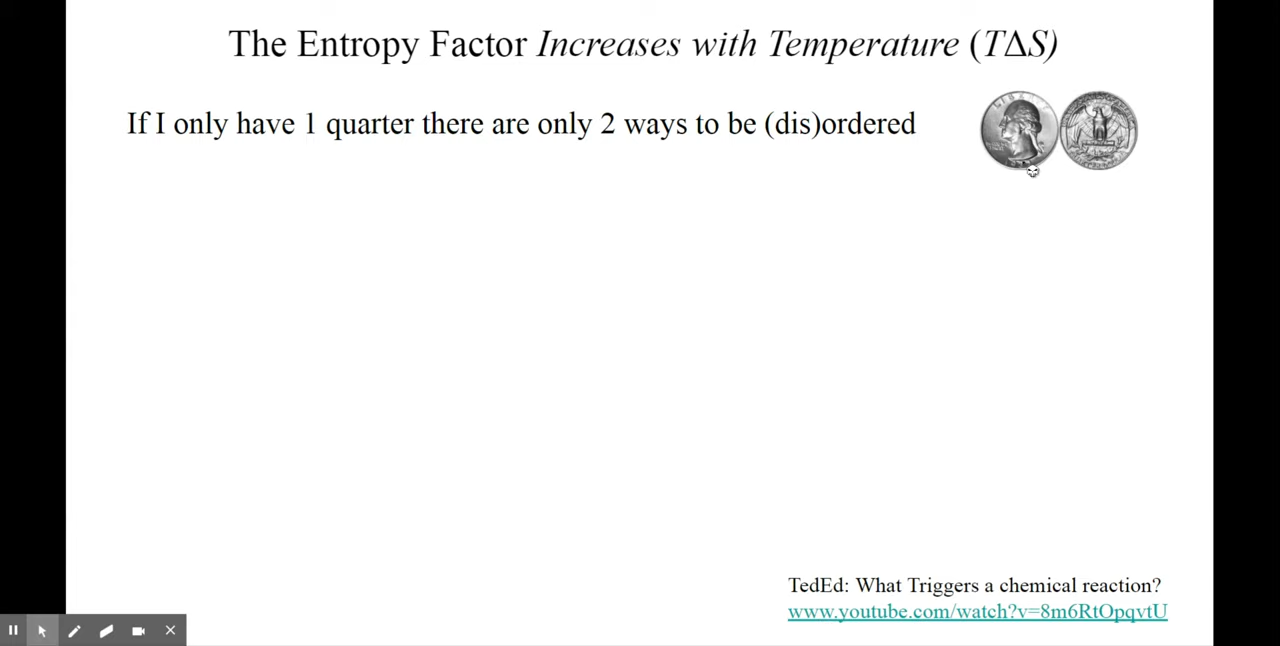 The Entropy Factor Increases with Temperature (TΔS)
If I only have 1 quarter there are only 2 ways to be (dis)ordered
LIBERTY
TedEd: What Triggers a chemical reaction?
www.youtube.com/watch?v=8m6RtOpqvtU